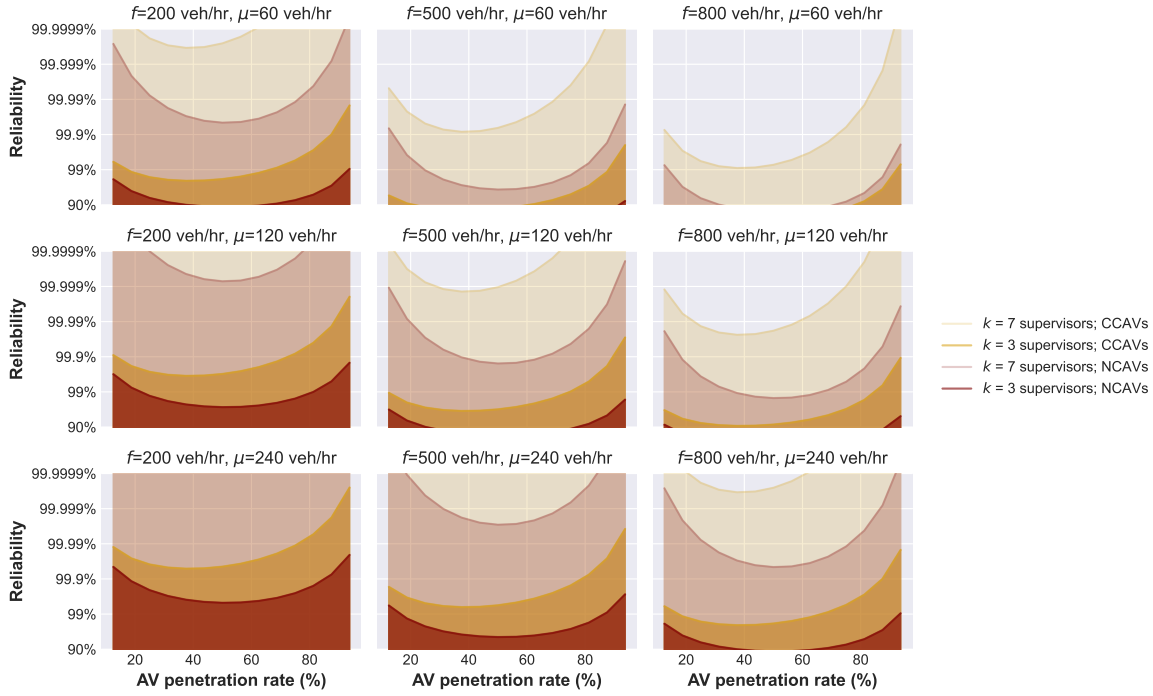 f=200 veh/hr, μ=60 veh/hr
f=500 veh/hr, μ=60 veh/hr
f=800 veh/hr, μ=60 veh/hr
99.9999%
99.999%
99.99%
99.9%
99%
90%
Reliability
f=200 veh/hr, μ=120 veh/hr
f=500 veh/hr, μ=120 veh/hr
f=800 veh/hr, μ=120 veh/hr
99.9999%
99.999%
99.99%
99.9%
99%
90%
Reliability
k = 7 supervisors; CCAVs
k = 3 supervisors; CCAVs
k = 7 supervisors; NCAVs
k = 3 supervisors; NCAVs
f=200 veh/hr, μ=240 veh/hr
f=500 veh/hr, μ=240 veh/hr
f=800 veh/hr, μ=240 veh/hr
99.9999%
99.999%
99.99%
99.9%
99%
90%
Reliability
20 40 60 80
20 40 60 80
20 40 60 80
AV penetration rate (%)
AV penetration rate (%)
AV penetration rate (%)